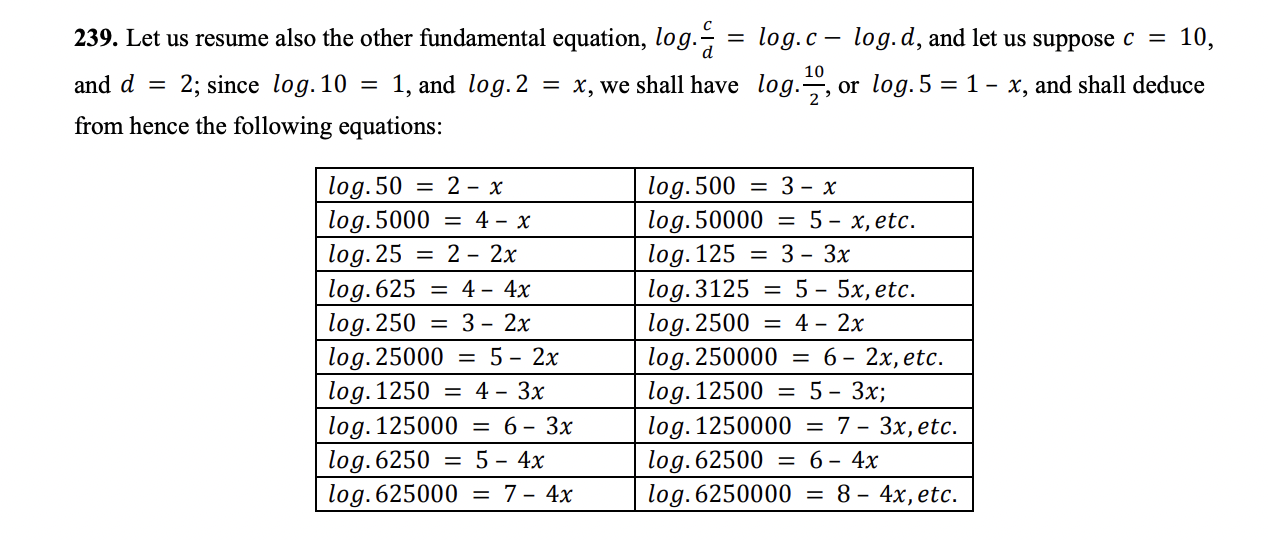 239. Let us resume also the other fundamental equation, log. c/d = log. c – log. d, and let us suppose c = 10,
and d = 2; since log. 10 = 1, and log. 2 = x, we shall have log. 10/2, or log. 5 = 1 – x, and shall deduce
from hence the following equations:
log. 50 = 2 – x log. 500 = 3 – x
log. 5000 = 4 – x log. 50000 = 5 – x, etc.
log. 25 = 2 – 2x log. 125 = 3 – 3x
log. 625 = 4 – 4x log. 3125 = 5 – 5x, etc.
log. 250 = 3 – 2x log. 2500 = 4 – 2x
log. 25000 = 5 – 2x log. 250000 = 6 – 2x, etc.
log. 1250 = 4 – 3x log. 12500 = 5 – 3x;
log. 125000 = 6 – 3x log. 1250000 = 7 – 3x, etc.
log. 6250 = 5 – 4x log. 62500 = 6 – 4x
log. 625000 = 7 – 4x log. 6250000 = 8 – 4x, etc.